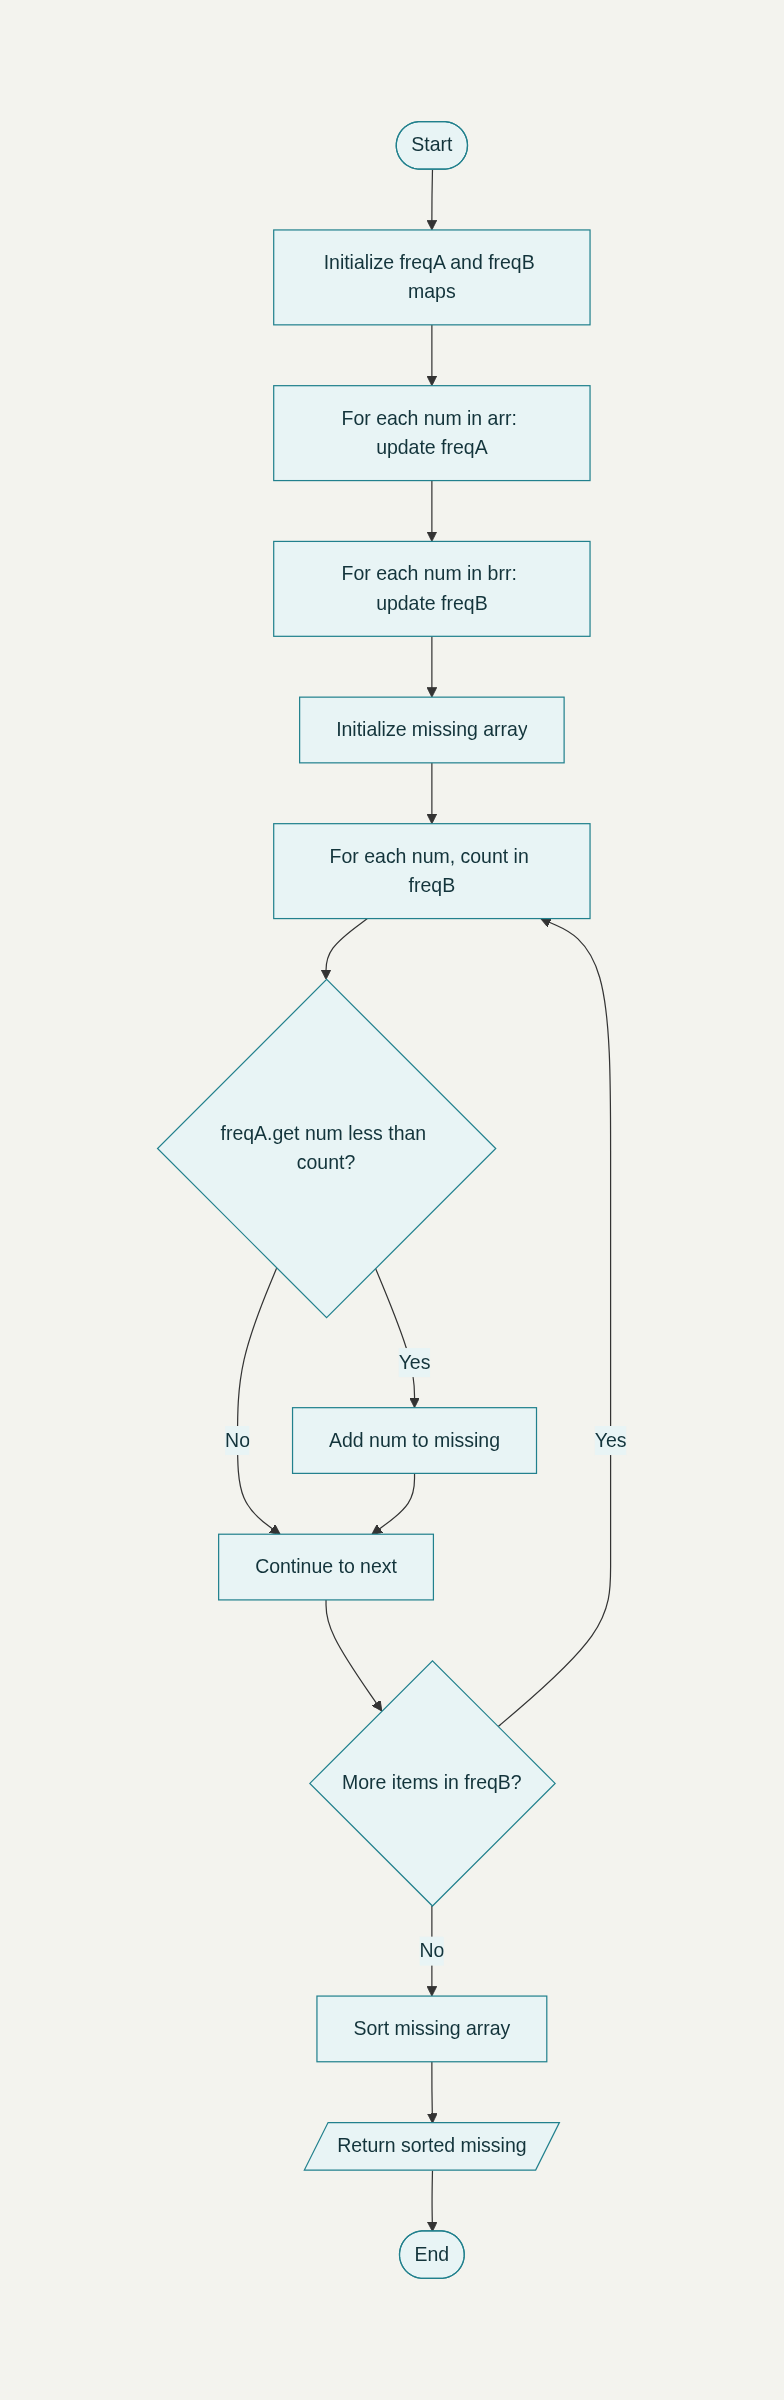 Start
Initialize freqA and freqB
maps
For each num in arr:
update freqA
For each num in brr:
update freqB
Initialize missing array
For each num, count in
freqB
freqA.get num less than
count?
Yes
No
Add num to missing
Yes
Continue to next
More items in freqB?
No
Sort missing array
Return sorted missing
End